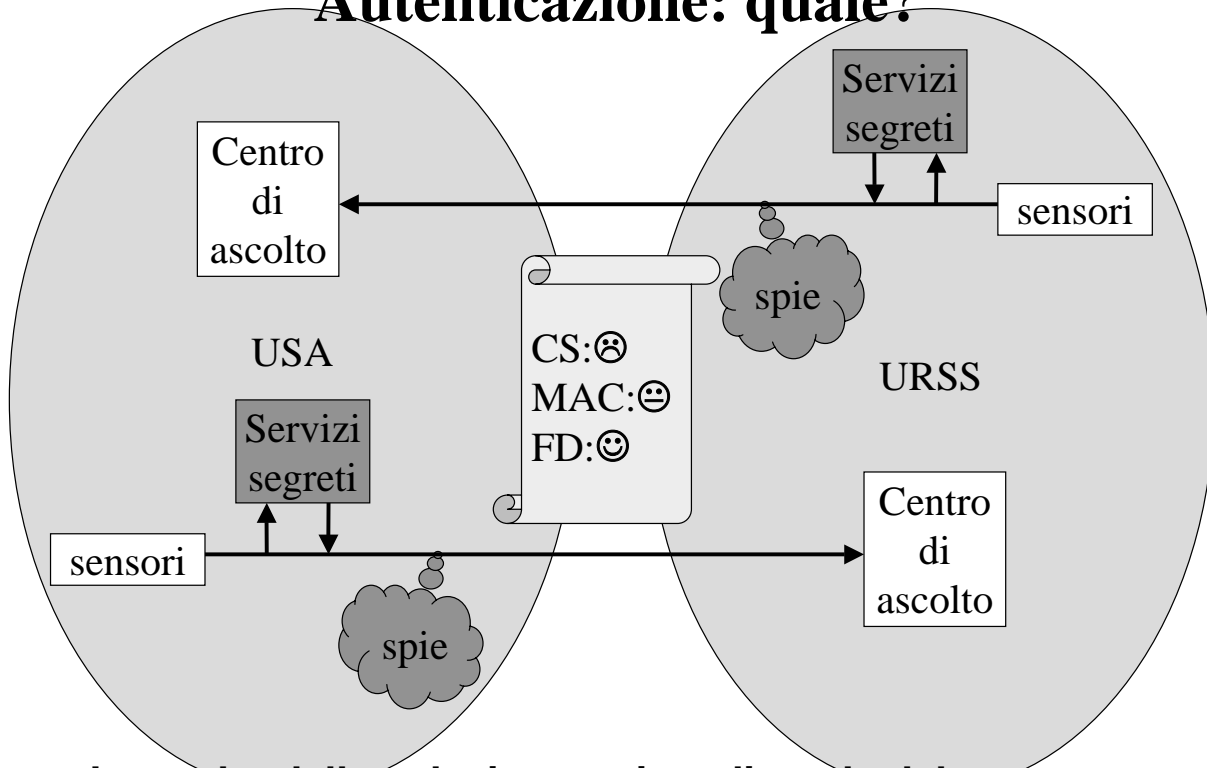 Autenticazione: quale?
Servizi
segreti
Centro
di
ascolto
sensori
spie
CS:☹
MAC:😐
FD:☺
USA
URSS
Servizi
segreti
Centro
di
ascolto
sensori
spie